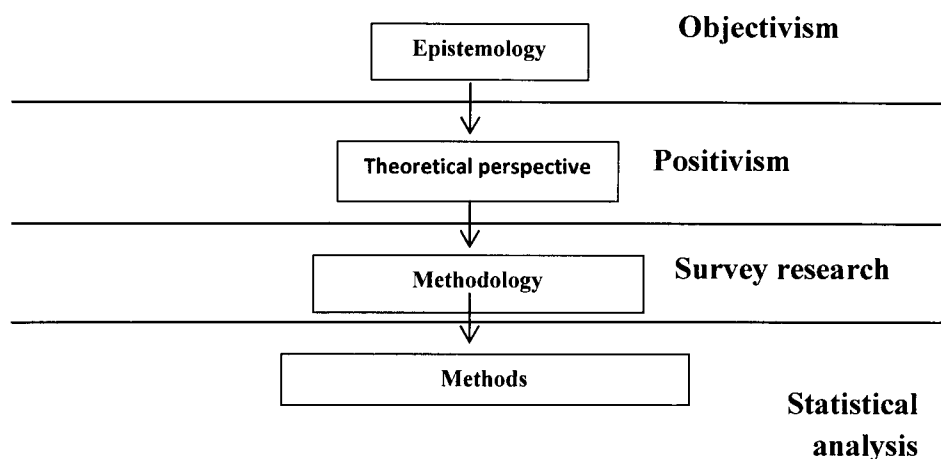 Objectivism
Epistemology
Theoretical perspective
Positivism
Survey research
Methodology
Methods
Statistical
analysis